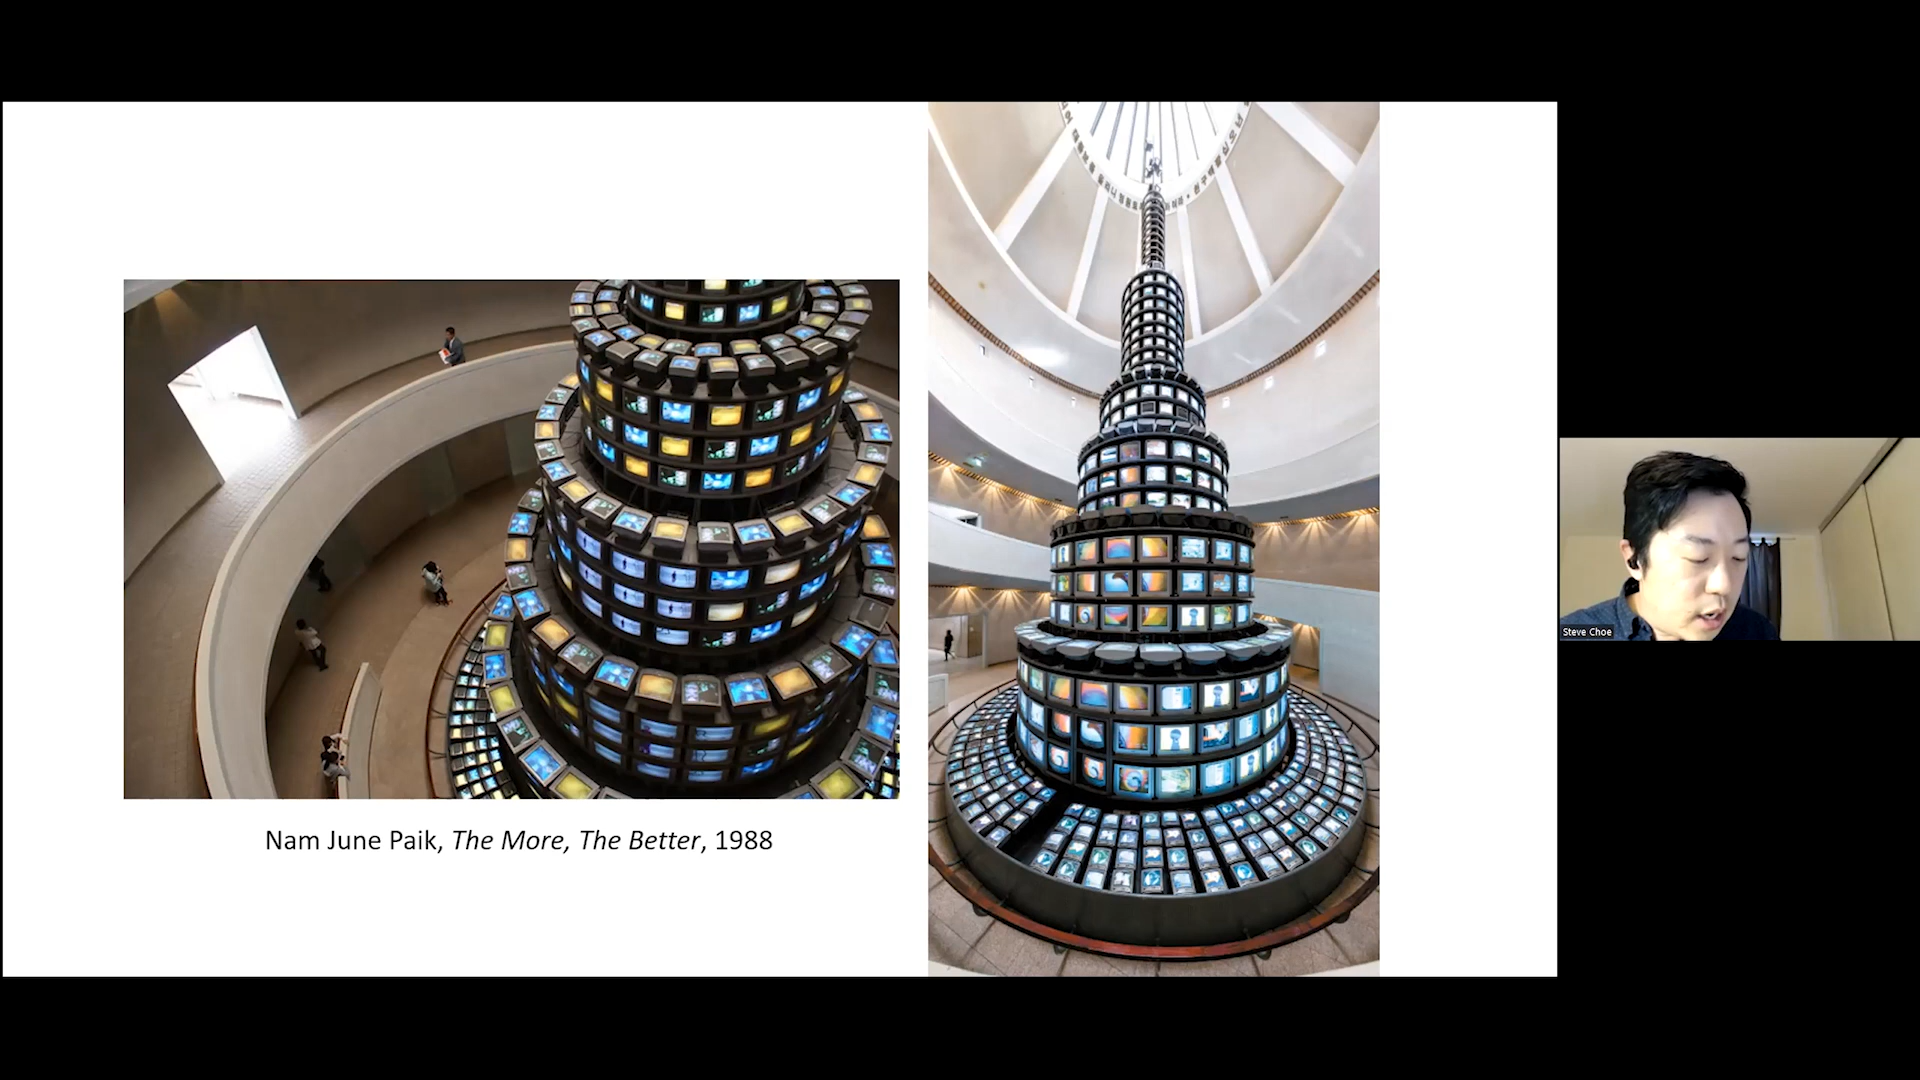 Nam June Paik, The More, The Better, 1988
Steve Choe